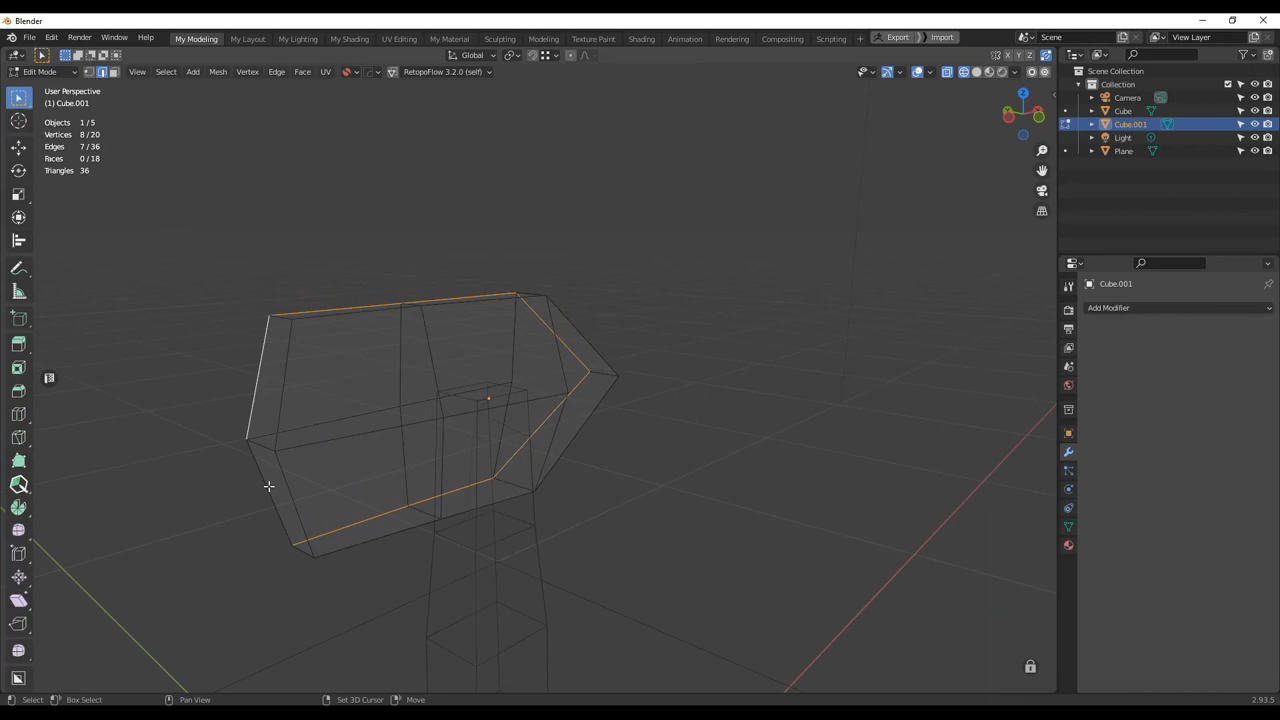 Blender
File Edit Render Window Help My Modeling My Layout My Lighting My Shading UV Editing My Material Sculpting Modeling Texture Paint Shading Animation Rendering Compositing Scripting + Export Import Scene View Layer
Global X Y Z
Edit Mode View Select Add Mesh Vertex Edge Face UV RetopoFlow 3.2.0 (self)
User Perspective
(1) Cube.001
Objects 1 / 5
Vertices 8 / 20
Edges 7 / 36
Faces 0 / 18
Triangles 36
Z
Scene Collection
Collection
Camera
Cube
Cube.001
Light
Plane
Cube.001
Add Modifier
Select Box Select Pan View Set 3D Cursor Move 2.93.5